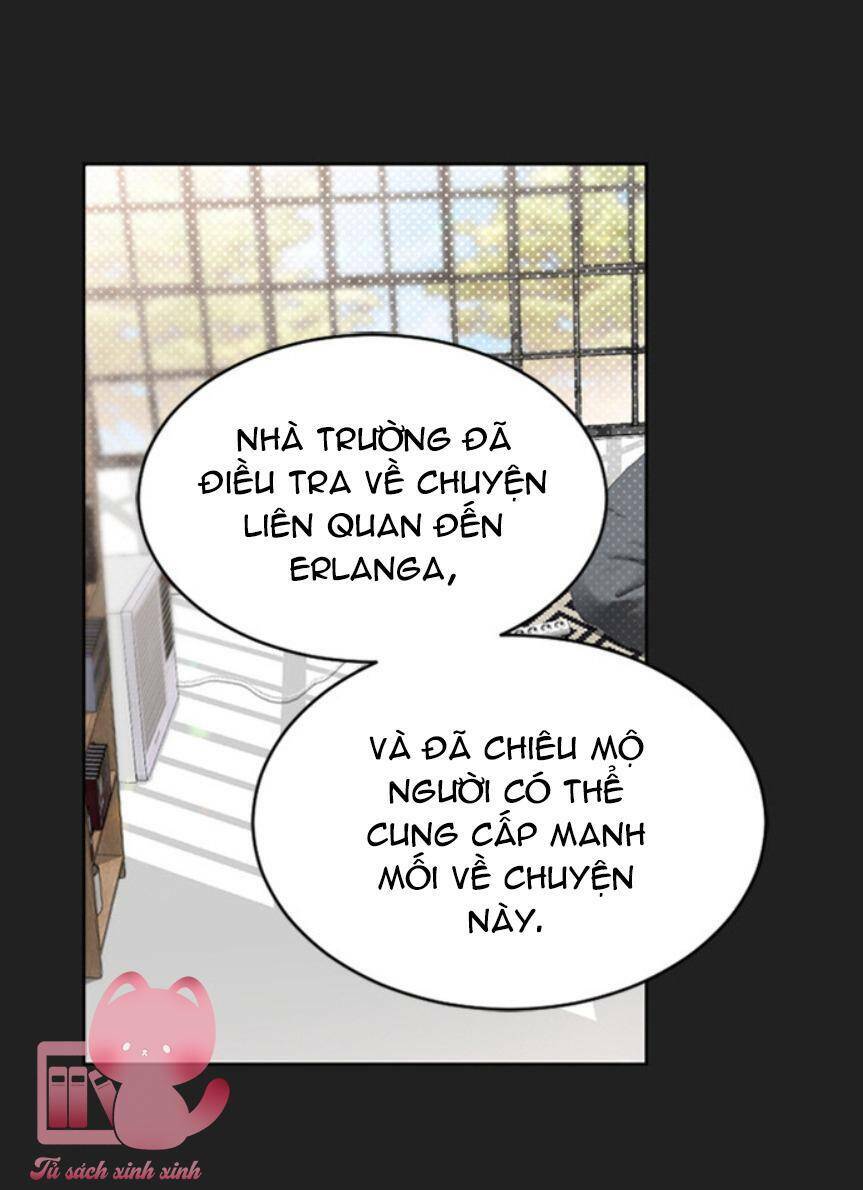 NHÀ TRƯỜNG ĐÃ
ĐIỀU TRA VỀ CHUYỆN
LIÊN QUAN ĐẾN
ERLANGA,
VÀ ĐÃ CHIÊU MỘ
NGƯỜI CÓ THỂ
CUNG CẤP MANH
MỐI VỀ CHUYỆN
NÀY.
Tủ sách xinh xinh